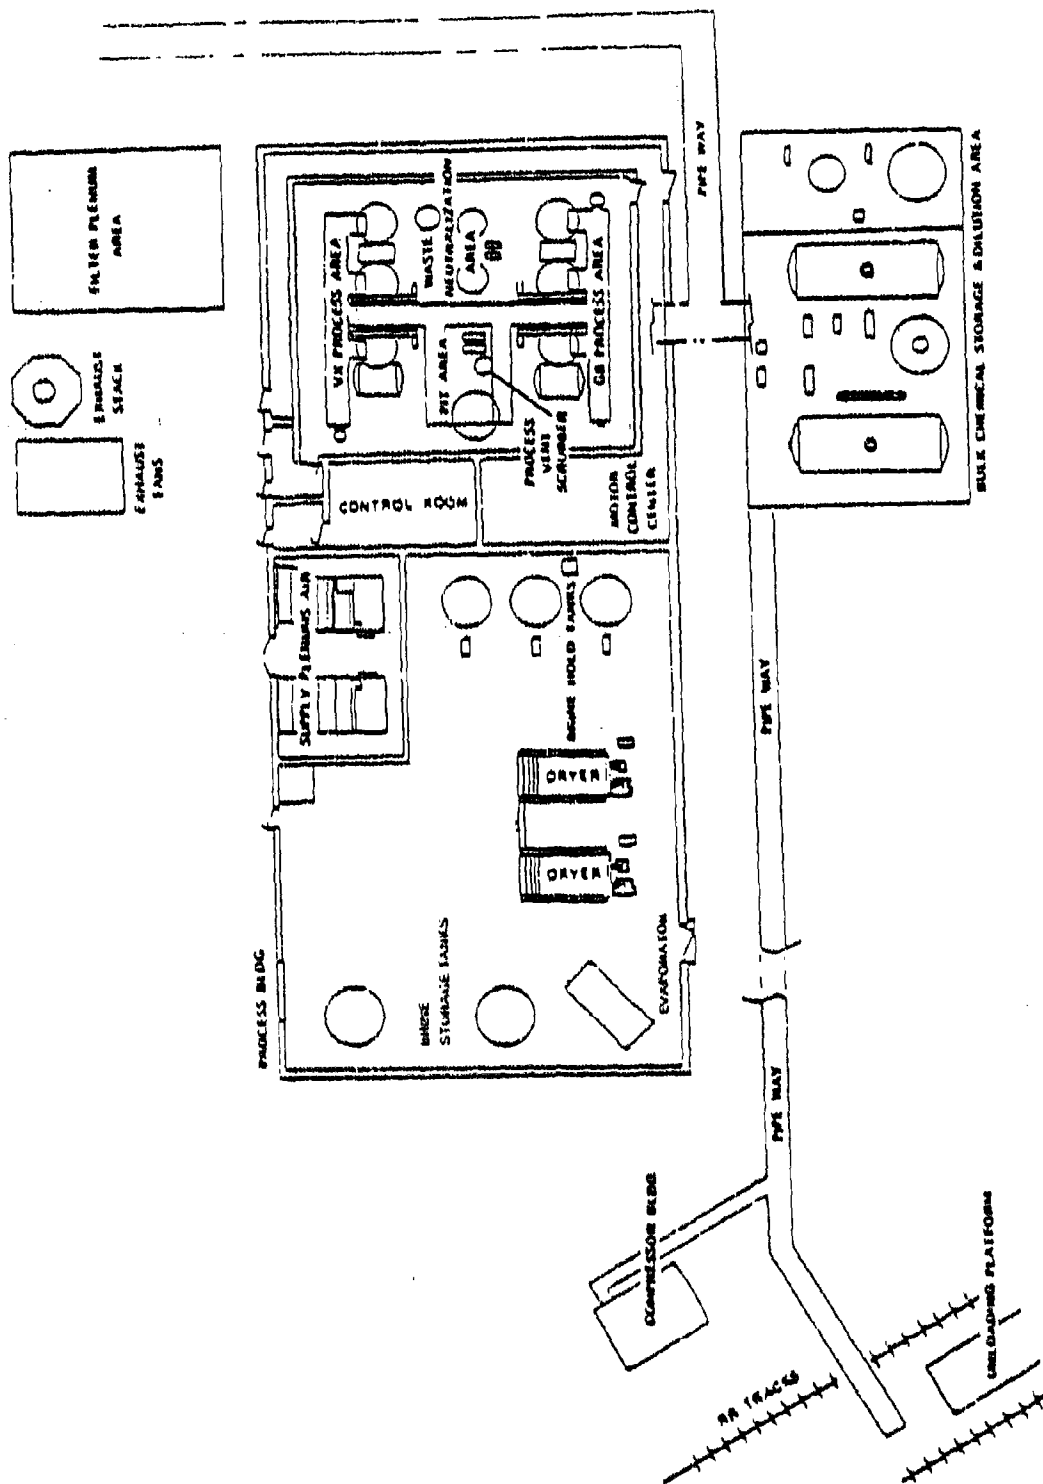 FILTER PLENUM
AREA
EXHAUST
STACK
EXHAUST
FANS
PIPE WAY
VX PROCESS AREA
WASTE
NEUTRALIZATION
AREA
PIT AREA
GB PROCESS AREA
PROCESS
VENT
SCRUBBER
CONTROL ROOM
MOTOR
CONTROL
CENTER
BULK CHEMICAL STORAGE & DILUTION AREA
SUPPLY PLENUMS AIR
BRINE HOLD TANKS
DRYER
DRYER
PIPE WAY
PROCESS BLDG
BRINE
STORAGE TANKS
EVAPORATOR
PIPE WAY
COMPRESSOR BLDG
UNLOADING PLATFORM
RR TRACKS